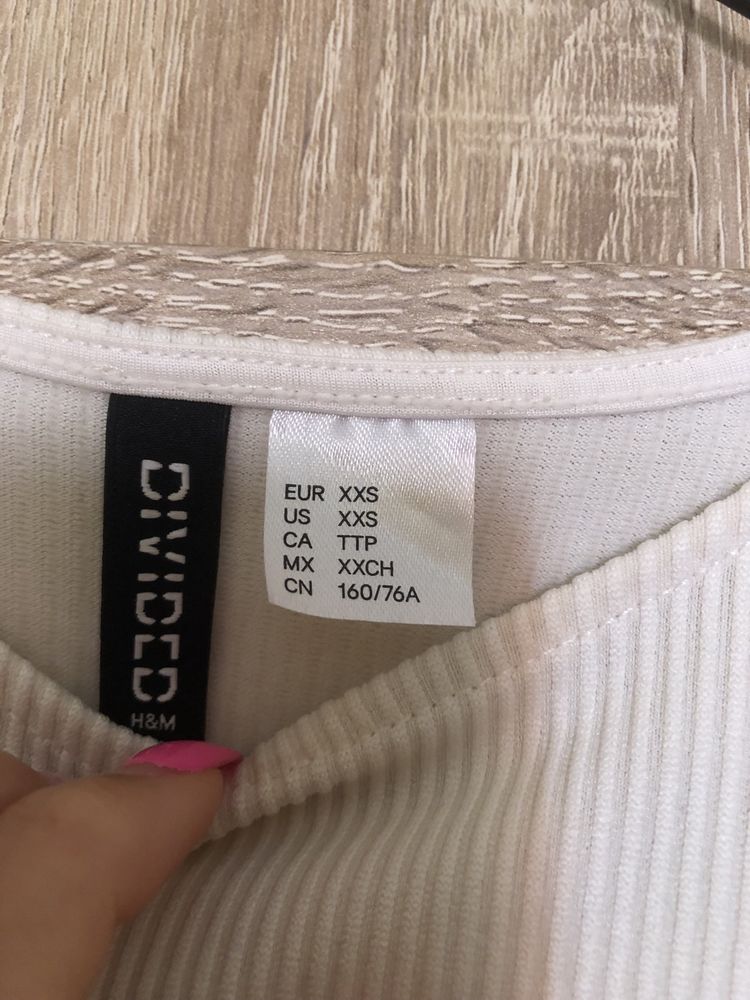 DIVIDED
H&M
EUR XXS
US XXS
CA TTP
MX XXCH
CN 160/76A